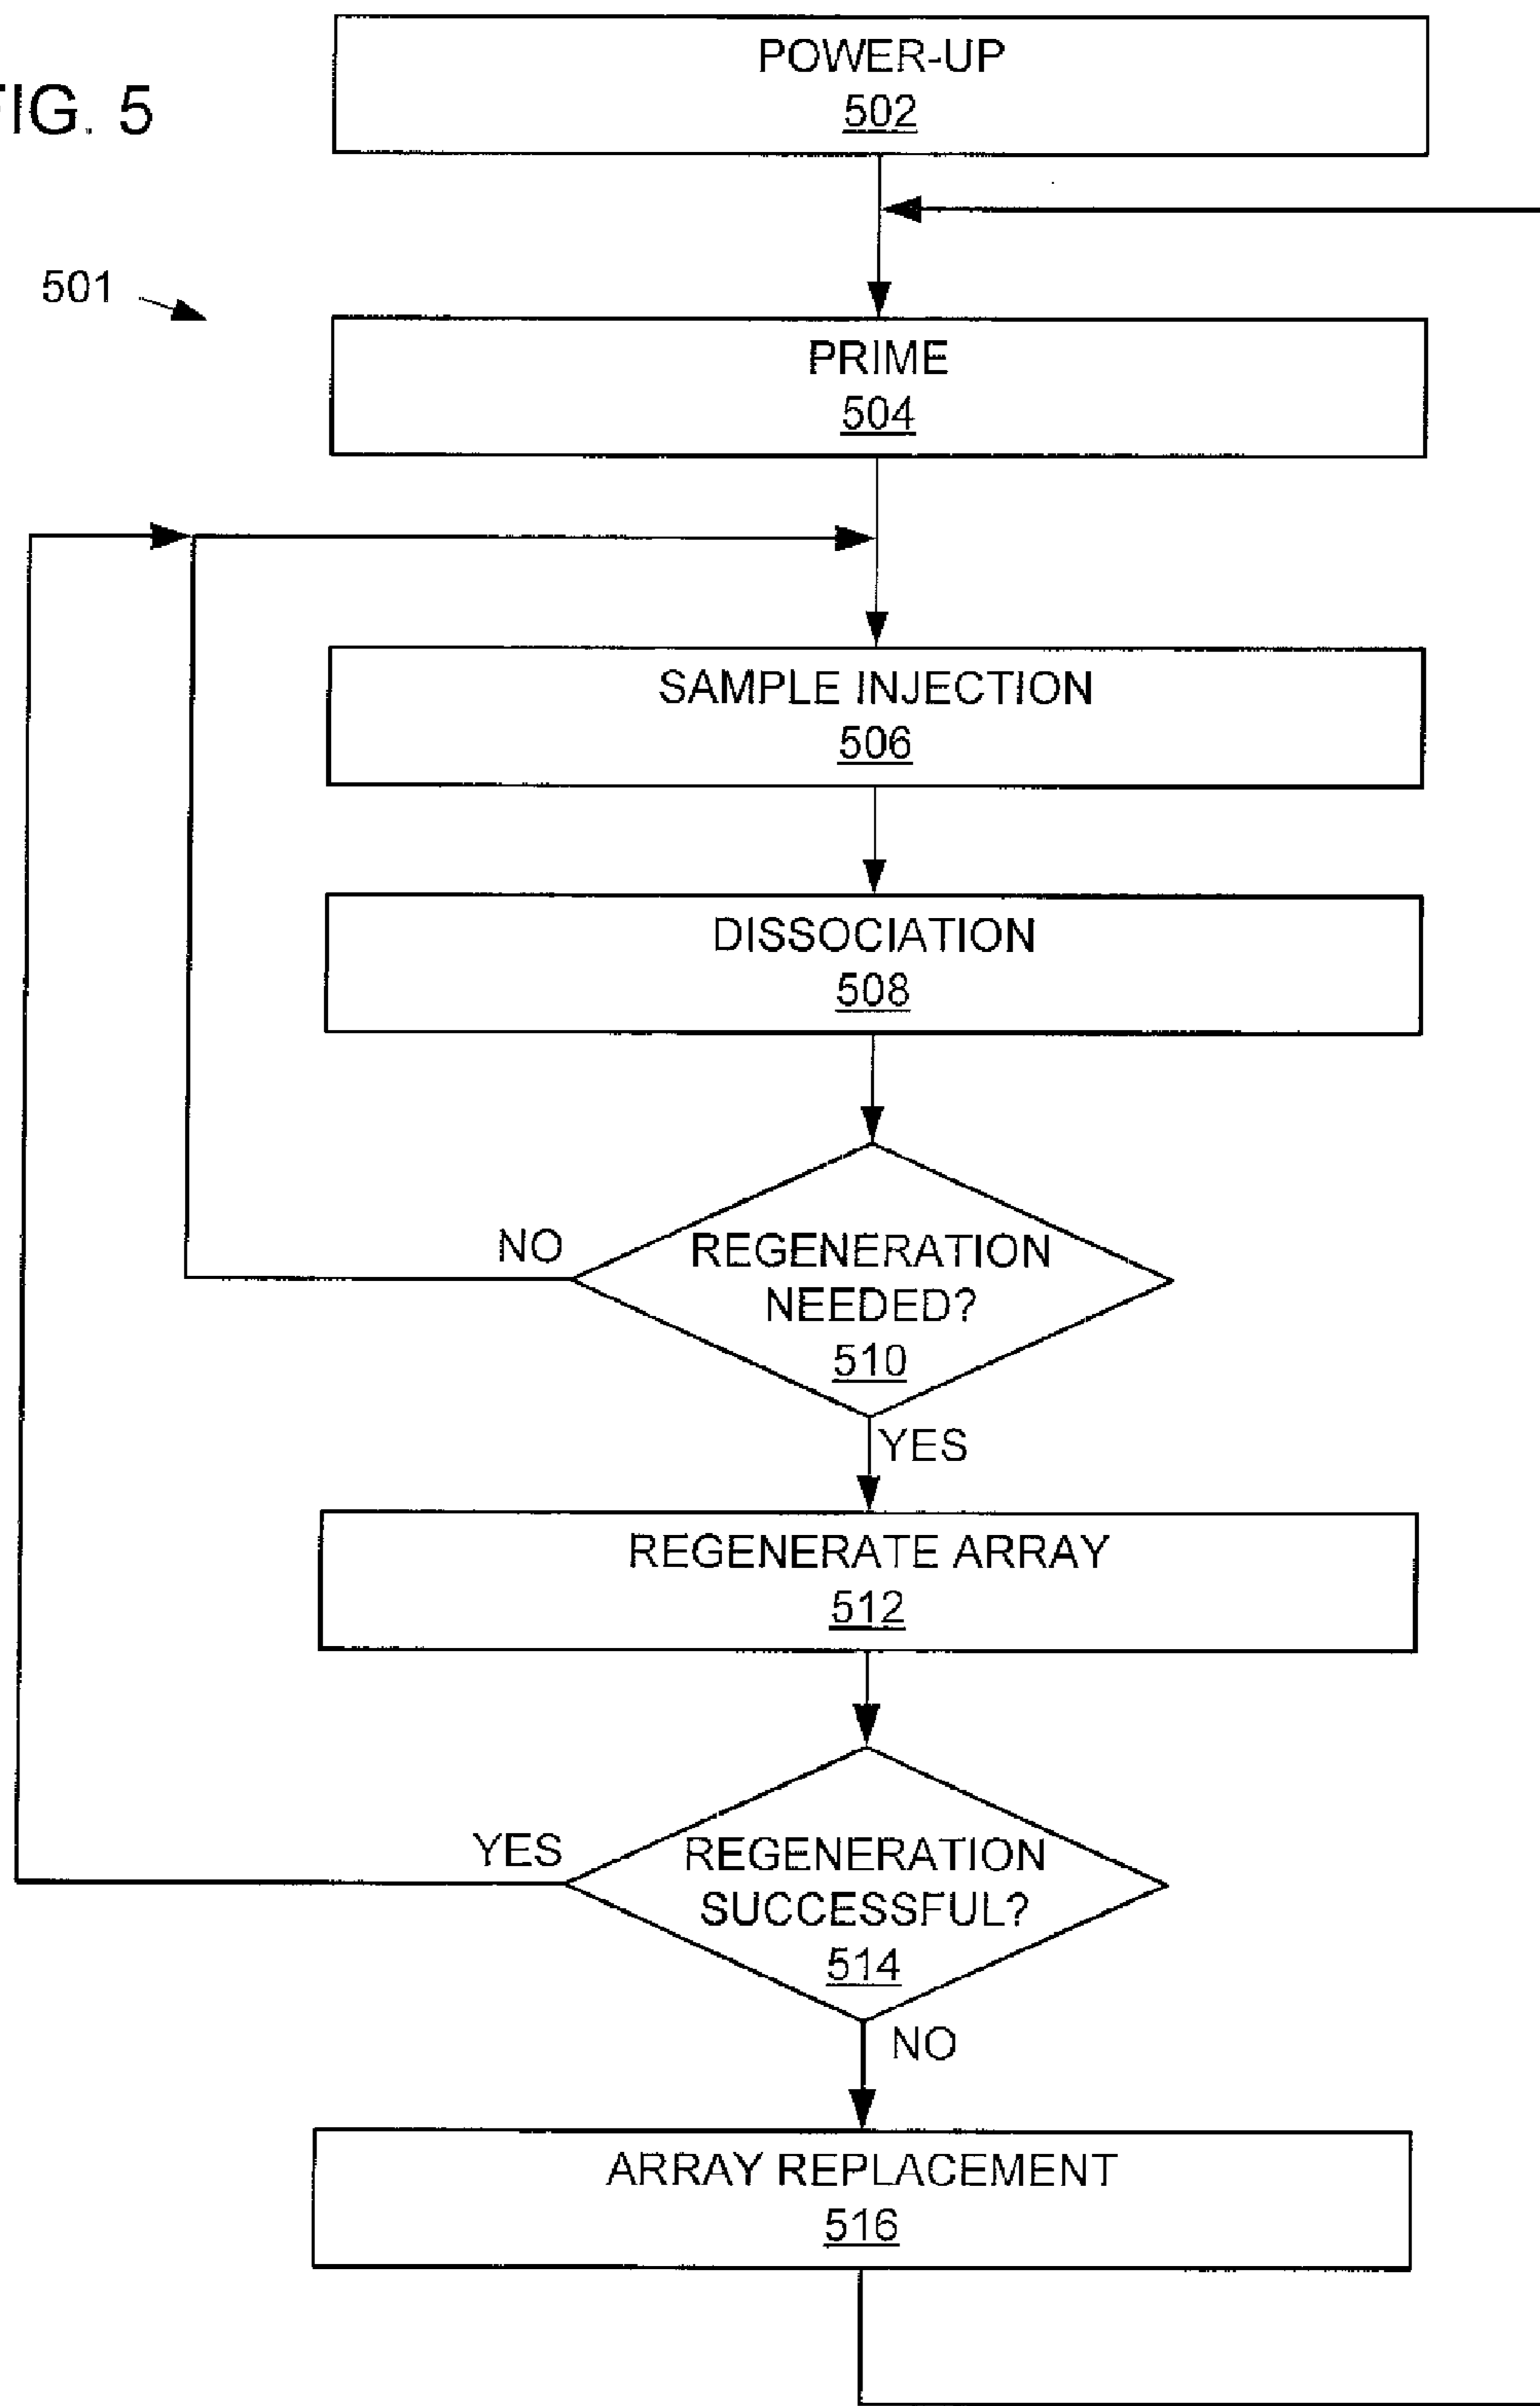 FIG. 5
POWER-UP
502
501
PRIME
504
SAMPLE INJECTION
506
DISSOCIATION
508
NO
REGENERATION
NEEDED?
510
YES
REGENERATE ARRAY
512
YES
REGENERATION
SUCCESSFUL?
514
NO
ARRAY REPLACEMENT
516